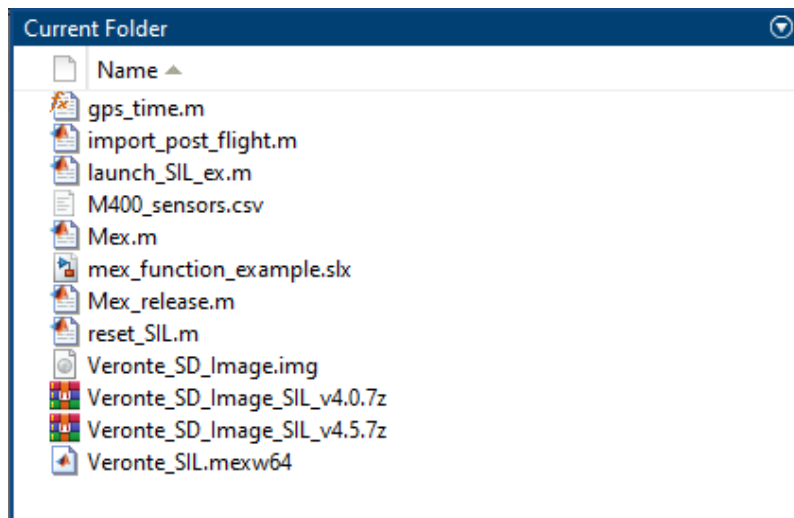 Current Folder
Name
gps_time.m
import_post_flight.m
launch_SIL_ex.m
M400_sensors.csv
Mex.m
mex_function_example.slx
Mex_release.m
reset_SIL.m
Veronte_SD_Image.img
Veronte_SD_Image_SIL_v4.0.7z
Veronte_SD_Image_SIL_v4.5.7z
Veronte_SIL.mexw64